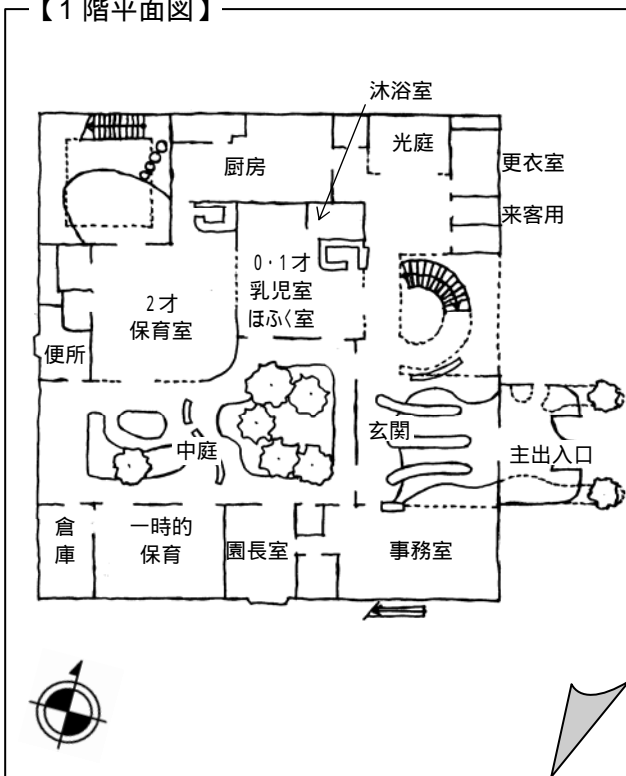 【1階平面図】
沐浴室
光庭
厨房
更衣室
来客用
0・1才
乳児室
ほふく室
2才
保育室
便所
玄関
主出入口
中庭
倉
庫
一時的
保育
園長室
事務室